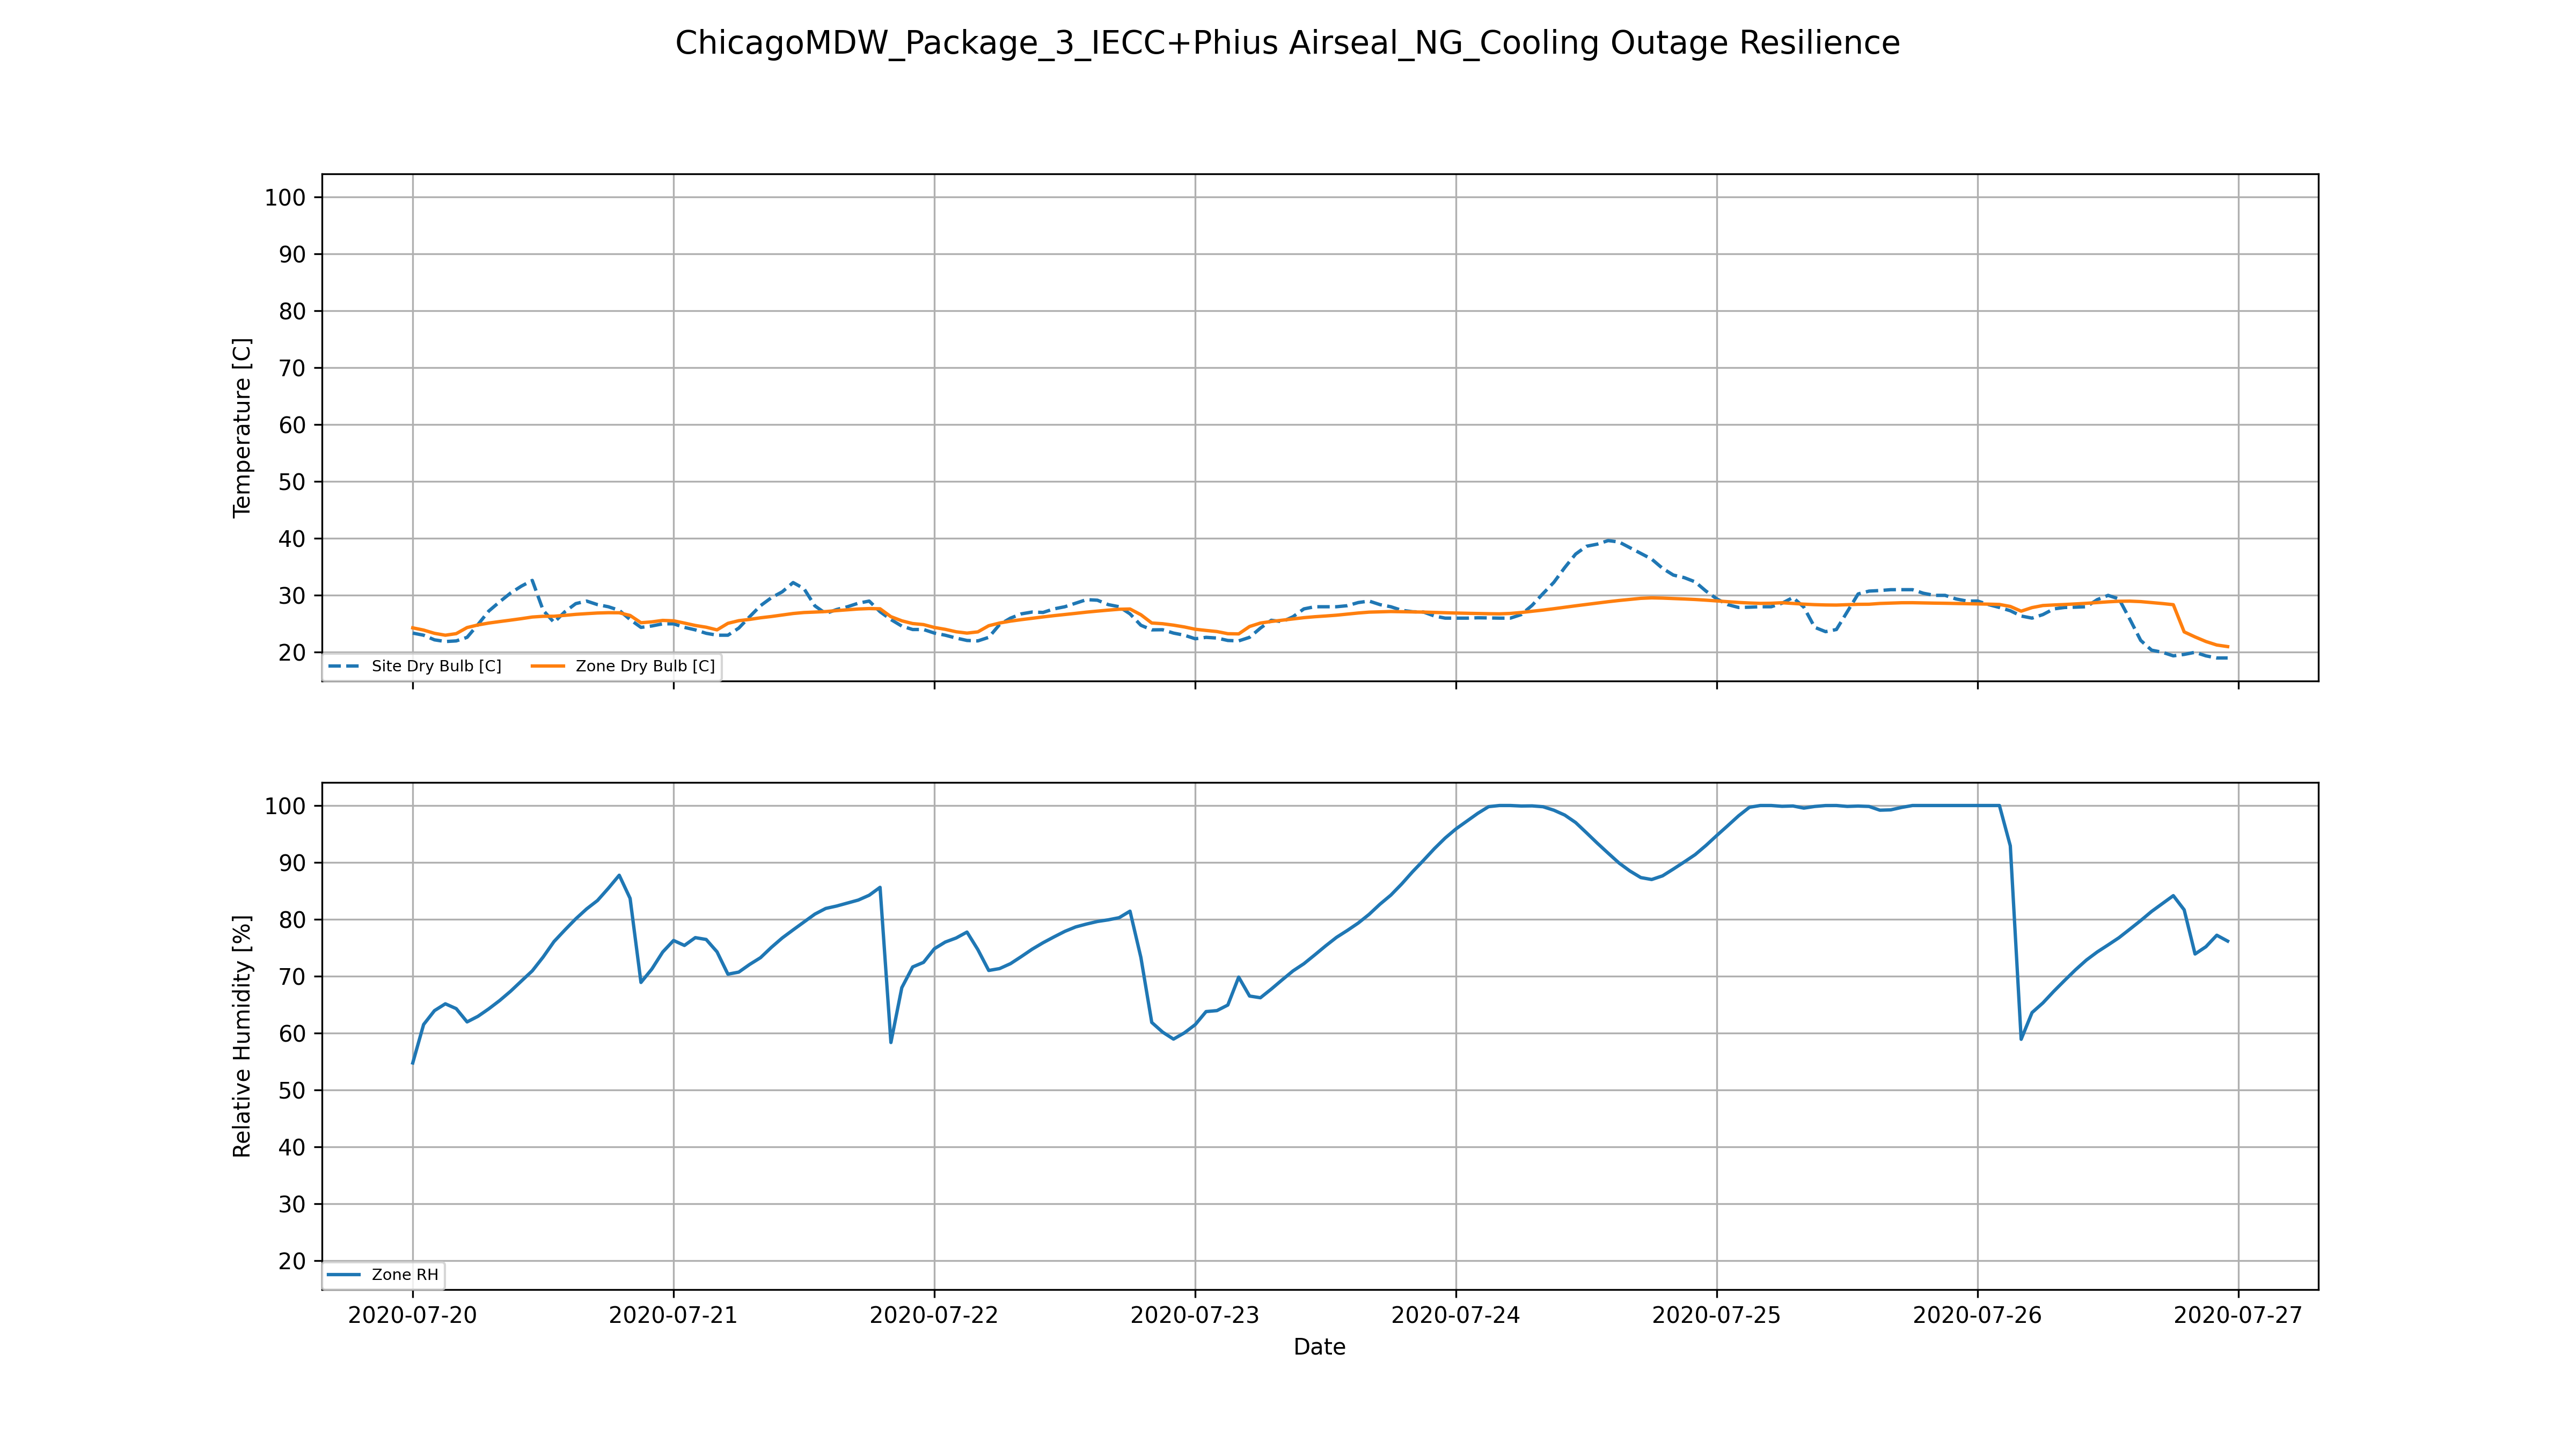 ChicagoMDW_Package_3_IECC+Phius Airseal_NG_Cooling Outage Resilience
100
90
80
70
60
50
40
30
20
Temperature [C]
Site Dry Bulb [C] Zone Dry Bulb [C]
100
90
80
70
60
50
40
30
20
Relative Humidity [%]
Zone RH
2020-07-20 2020-07-21 2020-07-22 2020-07-23 2020-07-24 2020-07-25 2020-07-26 2020-07-27
Date